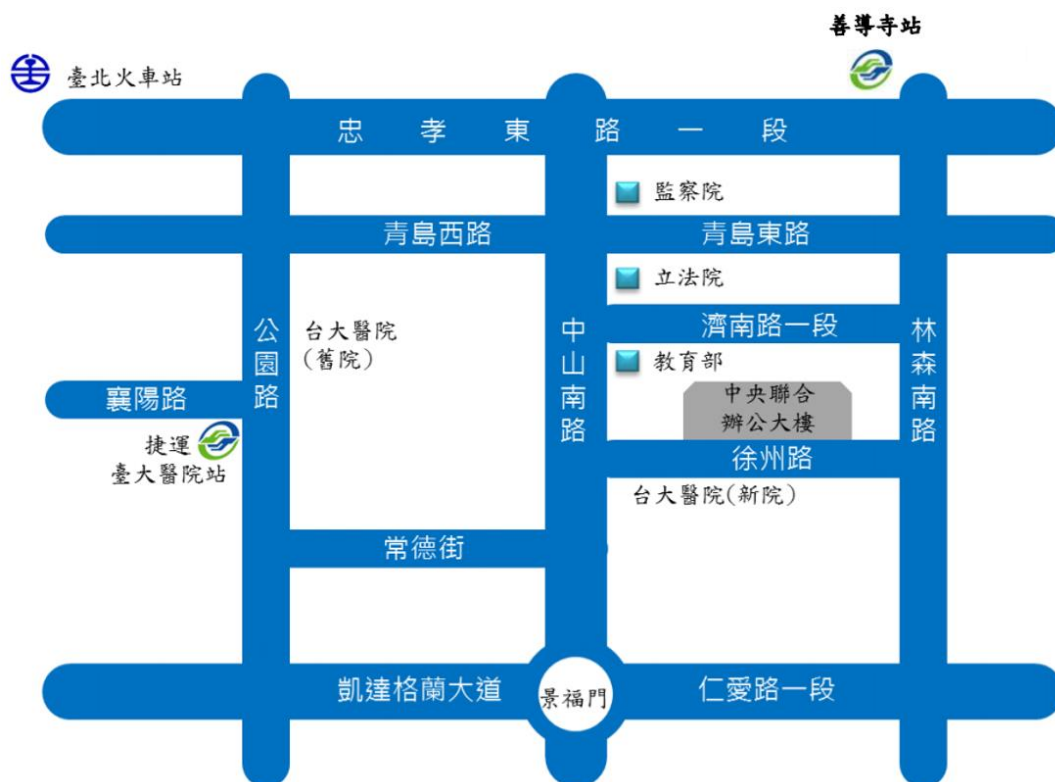 善導寺站
臺北火車站
忠孝東路一段
監察院
青島西路
青島東路
立法院
公園路
台大醫院
(舊院)
中山南路
濟南路一段
林森南路
教育部
襄陽路
中央聯合
辦公大樓
捷運
臺大醫院站
徐州路
台大醫院(新院)
常德街
凱達格蘭大道
景福門
仁愛路一段